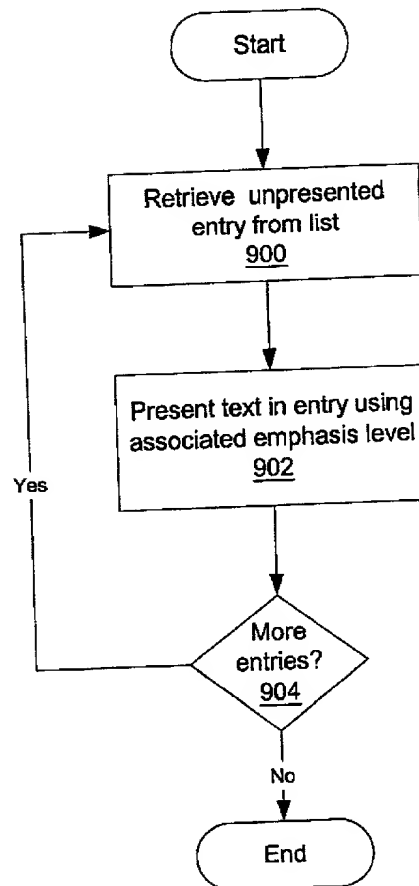 Start
Retrieve unpresented
entry from list
900
Present text in entry using
associated emphasis level
902
Yes
More
entries?
904
No
End